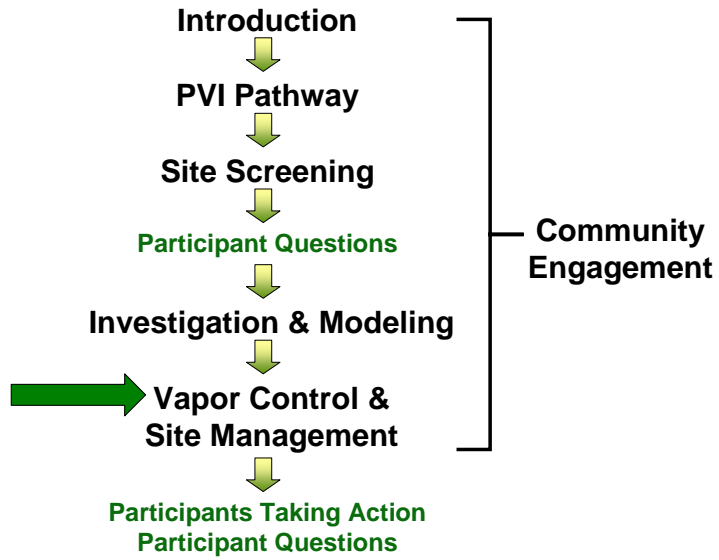 Introduction
PVI Pathway
Site Screening
Participant Questions
Community
Engagement
Investigation & Modeling
Vapor Control &
Site Management
Participants Taking Action
Participant Questions